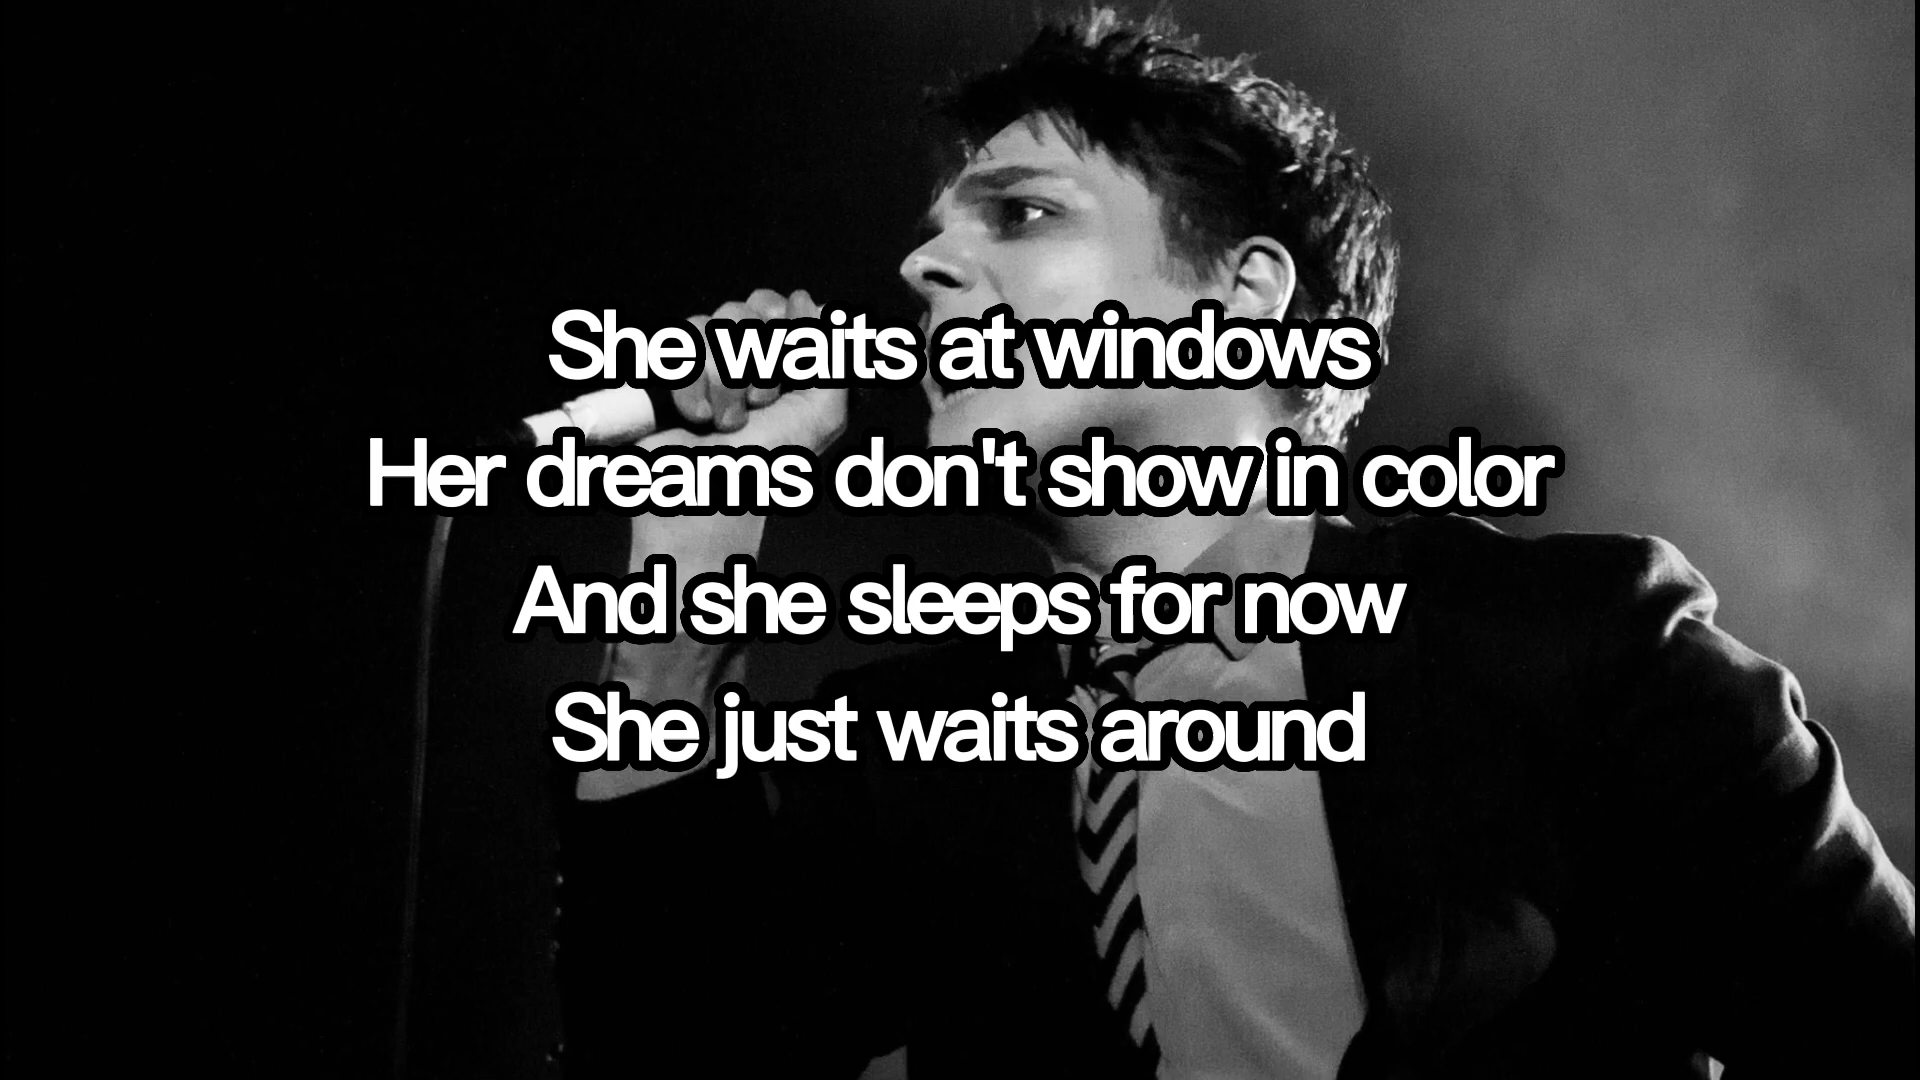 She waits at windows
Her dreams don't show in color
And she sleeps for now
She just waits around